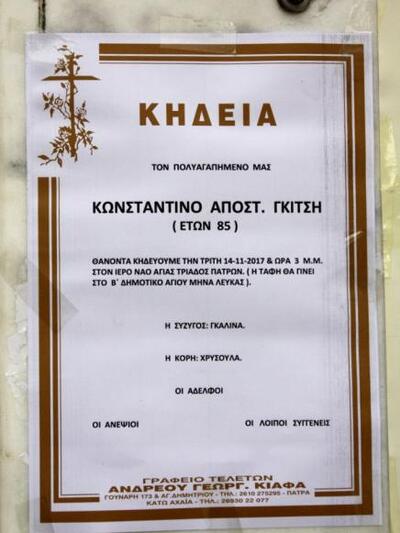 ΚΗΔΕΙΑ
ΤΟΝ ΠΟΛΥΑΓΑΠΗΜΕΝΟ ΜΑΣ
ΚΩΝΣΤΑΝΤΙΝΟ ΑΠΟΣΤ. ΓΚΙΤΣΗ
( ΕΤΩΝ 85 )
ΘΑΝΟΝΤΑ ΚΗΔΕΥΟΥΜΕ ΤΗΝ ΤΡΙΤΗ 14-11-2017 & ΩΡΑ 3 Μ.Μ.
ΣΤΟΝ ΙΕΡΟ ΝΑΟ ΑΓΙΑΣ ΤΡΙΑΔΟΣ ΠΑΤΡΩΝ. ( Η ΤΑΦΗ ΘΑ ΓΙΝΕΙ
ΣΤΟ Β΄ ΔΗΜΟΤΙΚΟ ΑΓΙΟΥ ΜΗΝΑ ΛΕΥΚΑΣ ).
Η ΣΥΖΥΓΟΣ: ΓΚΑΛΙΝΑ.
Η ΚΟΡΗ: ΧΡΥΣΟΥΛΑ.
ΟΙ ΑΔΕΛΦΟΙ
ΟΙ ΑΝΕΨΙΟΙ ΟΙ ΛΟΙΠΟΙ ΣΥΓΓΕΝΕΙΣ
ΓΡΑΦΕΙΟ ΤΕΛΕΤΩΝ
ΑΝΔΡΕΟΥ ΓΕΩΡΓ. ΚΙΑΦΑ
ΓΟΥΝΑΡΗ 173 & ΑΓ.ΔΗΜΗΤΡΙΟΥ - ΤΗΛ.: 2610 275295 - ΠΑΤΡΑ
ΚΑΤΩ ΑΧΑΪΑ - ΤΗΛ.: 26930 22 077